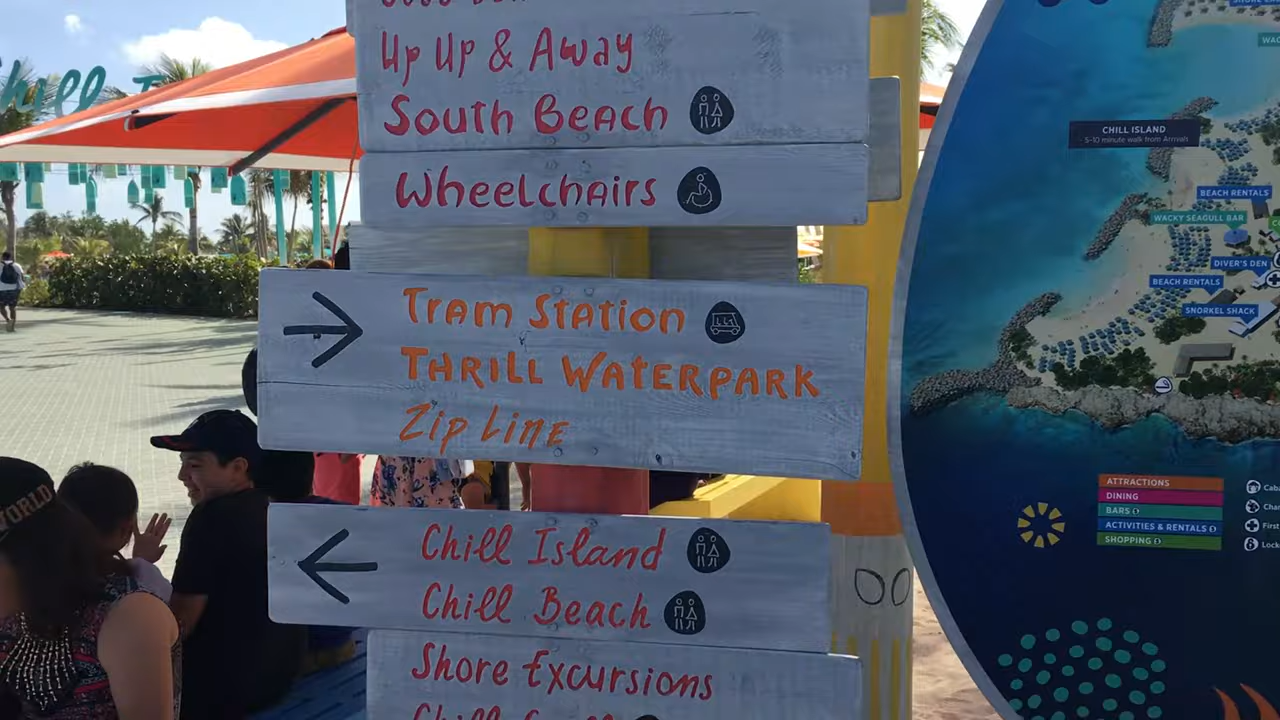 Up Up & Away
South Beach
Wheelchairs
Tram Station
THRILL WATERPARK
Zip Line
Chill Island
Chill Beach
Shore Excursions
WORLD
CHILL ISLAND
5-10 minute walk from Arrivals
BEACH RENTALS
WACKY SEAGULL BAR
DIVER'S DEN
BEACH RENTALS
SNORKEL SHACK
ATTRACTIONS
DINING
BARS
ACTIVITIES & RENTALS
SHOPPING